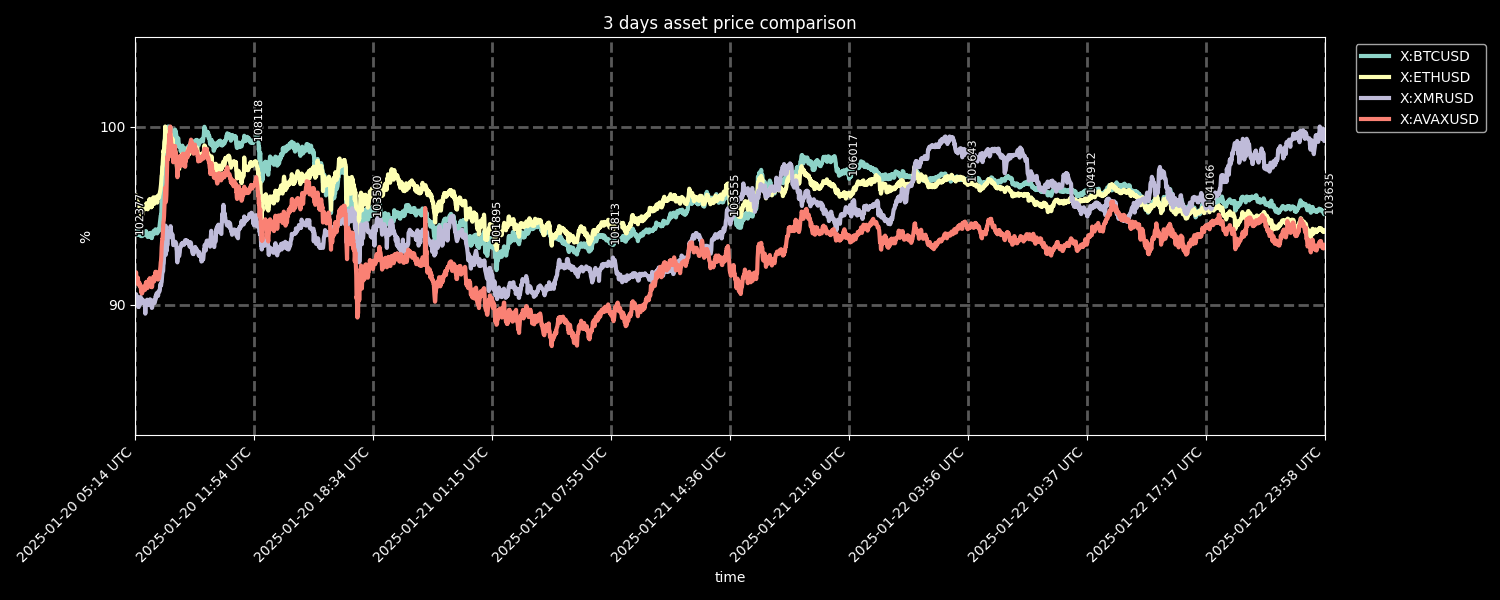 3 days asset price comparison
X:BTCUSD
X:ETHUSD
X:XMRUSD
X:AVAXUSD
100
90
%
108118
103500
101895
101813
103555
106017
105643
104912
104166
103635
2025-01-20 05:14 UTC
2025-01-20 11:54 UTC
2025-01-20 18:34 UTC
2025-01-21 01:15 UTC
2025-01-21 07:55 UTC
2025-01-21 14:36 UTC
2025-01-21 21:16 UTC
2025-01-22 03:56 UTC
2025-01-22 10:37 UTC
2025-01-22 17:17 UTC
2025-01-22 23:58 UTC
time